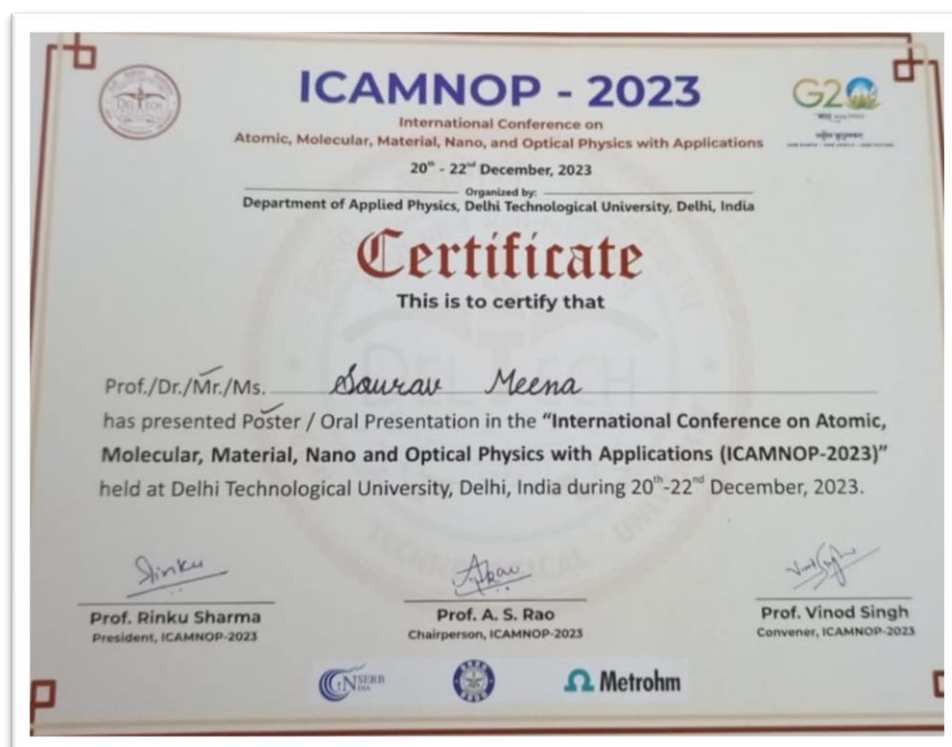 ICAMNOP - 2023
International Conference on
Atomic, Molecular, Material, Nano, and Optical Physics with Applications
20th - 22nd December, 2023
Organized by:
Department of Applied Physics, Delhi Technological University, Delhi, India
G20
Certificate
This is to certify that
Prof./Dr./Mr./Ms. Saurav Meena
has presented Poster / Oral Presentation in the “International Conference on Atomic,
Molecular, Material, Nano and Optical Physics with Applications (ICAMNOP-2023)”
held at Delhi Technological University, Delhi, India during 20th-22nd December, 2023.
DELTECH
TECHNOLOGICAL
Rinku
Prof. Rinku Sharma
President, ICAMNOP-2023
Prof. A. S. Rao
Chairperson, ICAMNOP-2023
Prof. Vinod Singh
Convener, ICAMNOP-2023
SERB
INDIA
Metrohm